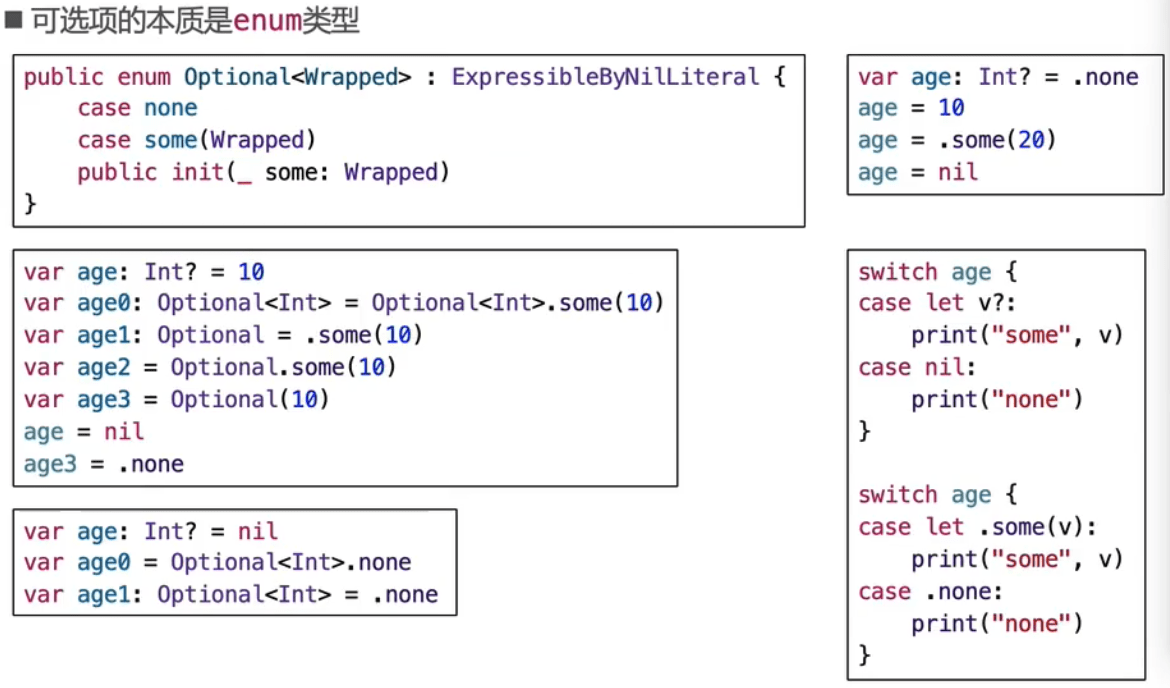 ■ 可选项的本质是enum类型
public enum Optional<Wrapped> : ExpressibleByNilLiteral {
    case none
    case some(Wrapped)
    public init(_ some: Wrapped)
}
var age: Int? = .none
age = 10
age = .some(20)
age = nil
var age: Int? = 10
var age0: Optional<Int> = Optional<Int>.some(10)
var age1: Optional = .some(10)
var age2 = Optional.some(10)
var age3 = Optional(10)
age = nil
age3 = .none
var age: Int? = nil
var age0 = Optional<Int>.none
var age1: Optional<Int> = .none
switch age {
case let v?:
    print("some", v)
case nil:
    print("none")
}
switch age {
case let .some(v):
    print("some", v)
case .none:
    print("none")
}